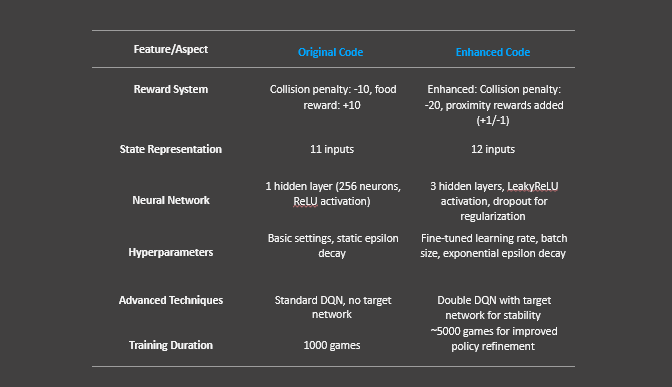 Feature/Aspect
Original Code
Enhanced Code
Reward System
Collision penalty: -10, food
reward: +10
Enhanced: Collision penalty:
-20, proximity rewards added
(+1/-1)
State Representation
11 inputs
12 inputs
Neural Network
1 hidden layer (256 neurons,
ReLU activation)
3 hidden layers, LeakyReLU
activation, dropout for
regularization
Hyperparameters
Basic settings, static epsilon
decay
Fine-tuned learning rate, batch
size, exponential epsilon decay
Advanced Techniques
Standard DQN, no target
network
Double DQN with target
network for stability
Training Duration
1000 games
~5000 games for improved
policy refinement